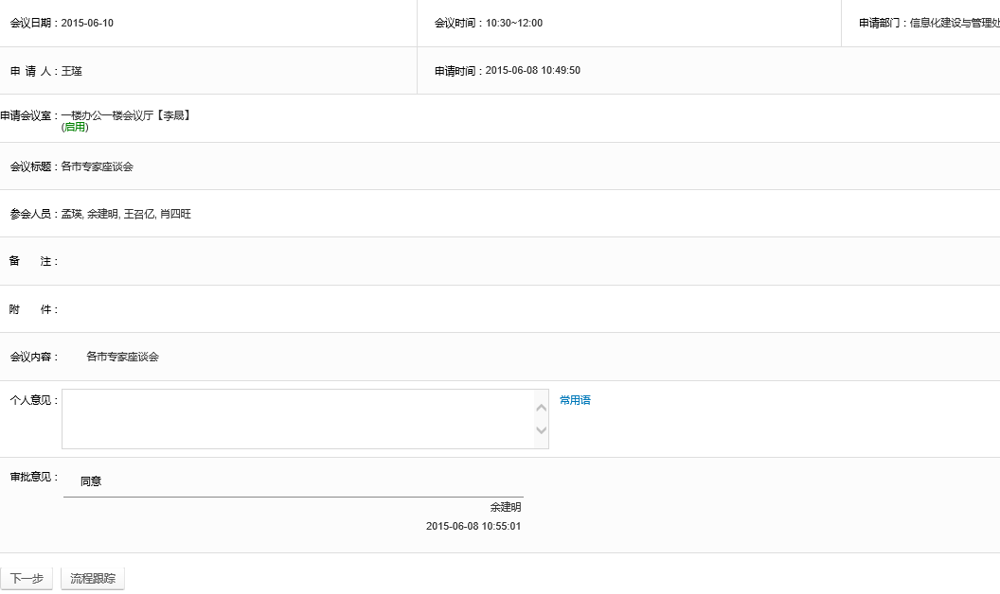 会议日期：2015-06-10 会议时间：10:30~12:00 申请部门：信息化建设与管理处
申 请 人：王瑾 申请时间：2015-06-08 10:49:50
申请会议室：一楼办公一楼会议厅【李晟】
(启用)
会议标题：各市专家座谈会
参会人员：孟瑛, 余建明, 王召亿, 肖四旺
备 注：
附 件：
会议内容： 各市专家座谈会
个人意见： 常用语
审批意见： 同意
余建明
2015-06-08 10:55:01
下一步 流程跟踪